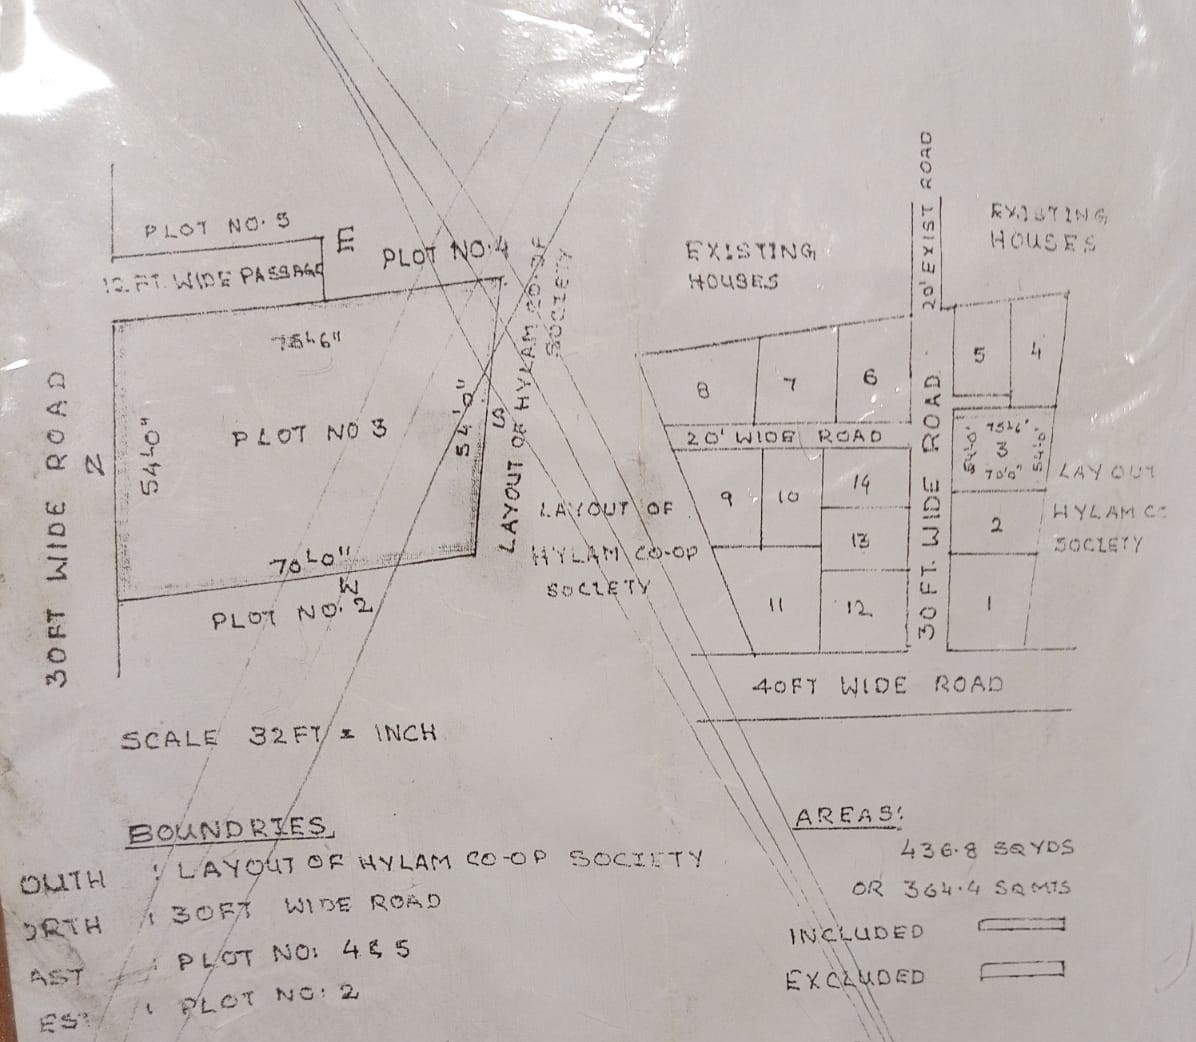 PLOT NO. 5
E
PLOT NO. 4
12. FT. WIDE PASSAGE
75'-6"
30FT WIDE ROAD
N
54'-0"
PLOT NO 3
54'-0"
S
LAYOUT OF HYLAM CO-OP
SOCIETY
70'-0"
W
PLOT NO: 2
SCALE 32FT = INCH
EXISTING
HOUSES
20' EXIST ROAD
EXISTING
HOUSES
8
7
6
5
4
20' WIDE ROAD
30 FT. WIDE ROAD
9
10
14
13
11
12
75'-6"
54'-0"
3
54'-0"
70'0"
2
1
LAYOUT OF
HYLAM CO-OP
SOCIETY
LAYOUT
HYLAM CO
SOCIETY
40FT WIDE ROAD
BOUNDRIES
OUTH : LAYOUT OF HYLAM CO-OP SOCIETY
ORTH : 30FT WIDE ROAD
AST : PLOT NO: 4 & 5
EST : PLOT NO: 2
AREAS:
436.8 SQYDS
OR 364.4 SQMTS
INCLUDED
EXCLUDED